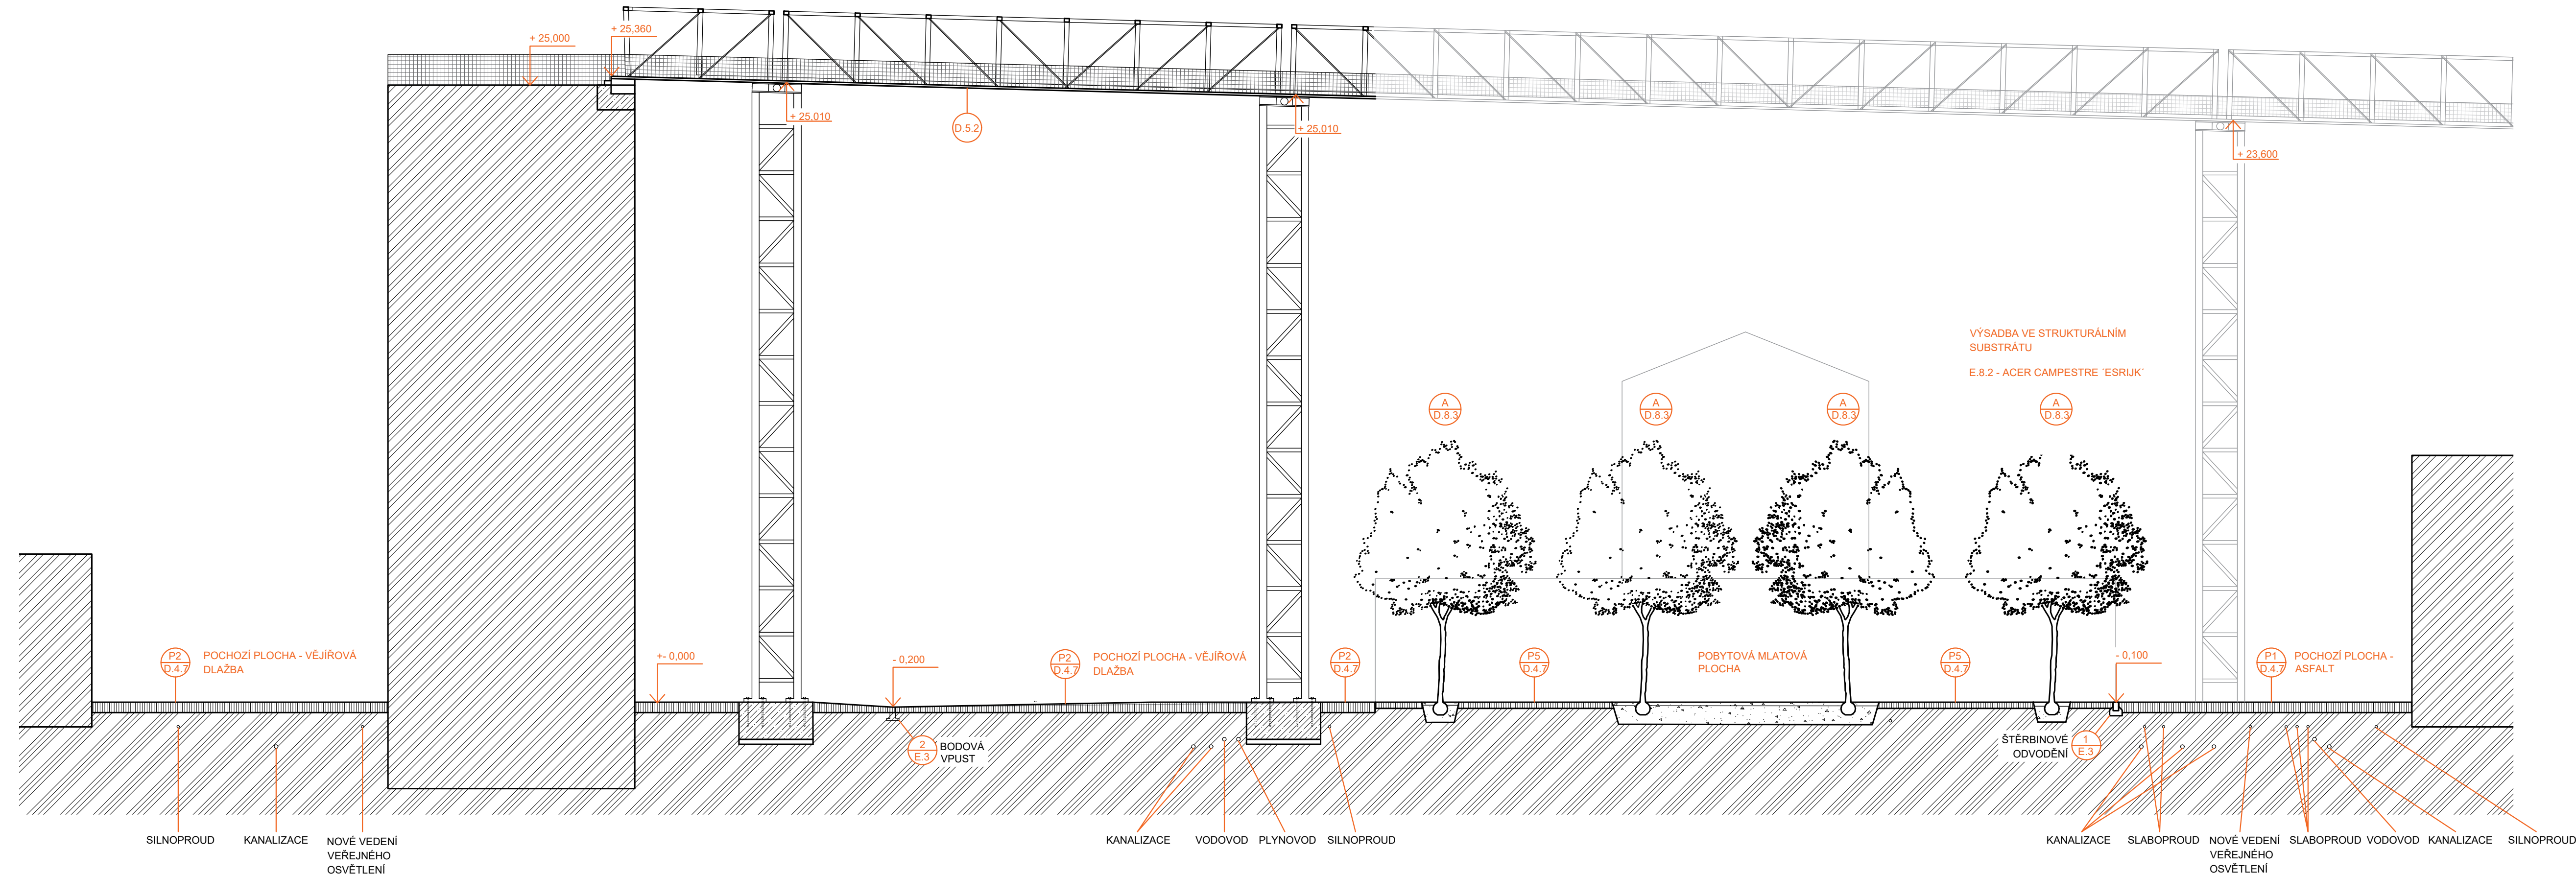 + 25,000
+ 25,360
+ 25,010
D.5.2
+ 25,010
+ 23,600
VÝSADBA VE STRUKTURÁLNÍM
SUBSTRÁTU
E.8.2 - ACER CAMPESTRE ´ESRIJK´
A
D.8.3
A
D.8.3
A
D.8.3
A
D.8.3
P2
D.4.7
POCHOZÍ PLOCHA - VĚJÍŘOVÁ
DLAŽBA
+- 0,000
- 0,200
P2
D.4.7
POCHOZÍ PLOCHA - VĚJÍŘOVÁ
DLAŽBA
P2
D.4.7
P5
D.4.7
POBYTOVÁ MLATOVÁ
PLOCHA
P5
D.4.7
- 0,100
P1
D.4.7
POCHOZÍ PLOCHA -
ASFALT
2
E.3
BODOVÁ
VPUST
ŠTĚRBINOVÉ
ODVODĚNÍ
1
E.3
SILNOPROUD
KANALIZACE
NOVÉ VEDENÍ
VEŘEJNÉHO
OSVĚTLENÍ
KANALIZACE
VODOVOD
PLYNOVOD
SILNOPROUD
KANALIZACE
SLABOPROUD
NOVÉ VEDENÍ
VEŘEJNÉHO
OSVĚTLENÍ
SLABOPROUD
VODOVOD
KANALIZACE
SILNOPROUD